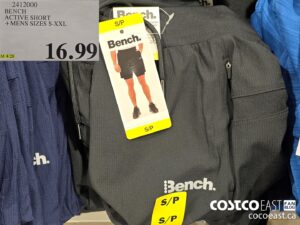 2412000
BENCH
ACTIVE SHORT
+MENS SIZES S-XXL
16.99
S/P
Bench.
S/P
Bench.
Bench.
S/P
S/P
Bench.
COSTCO EAST
cocoeast.ca